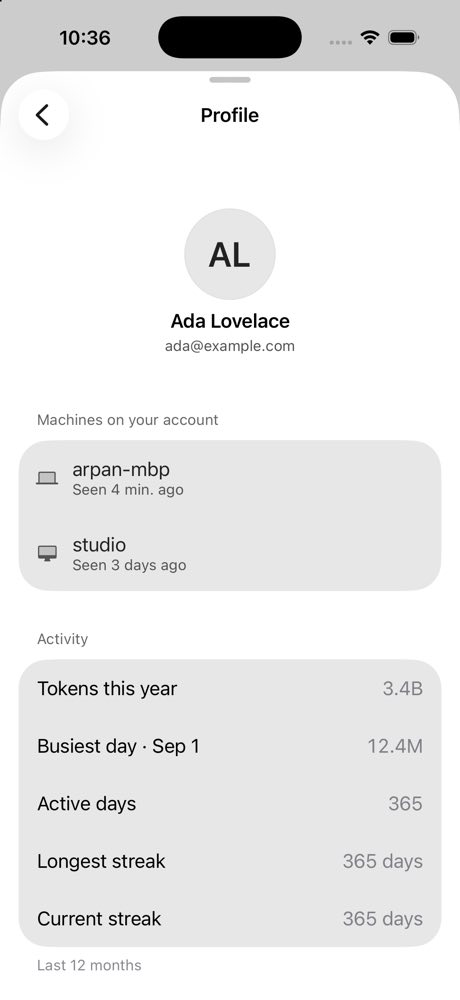 10:36
Profile
AL
Ada Lovelace
ada@example.com
Machines on your account
arpan-mbp
Seen 4 min. ago
studio
Seen 3 days ago
Activity
Tokens this year 3.4B
Busiest day · Sep 1 12.4M
Active days 365
Longest streak 365 days
Current streak 365 days
Last 12 months